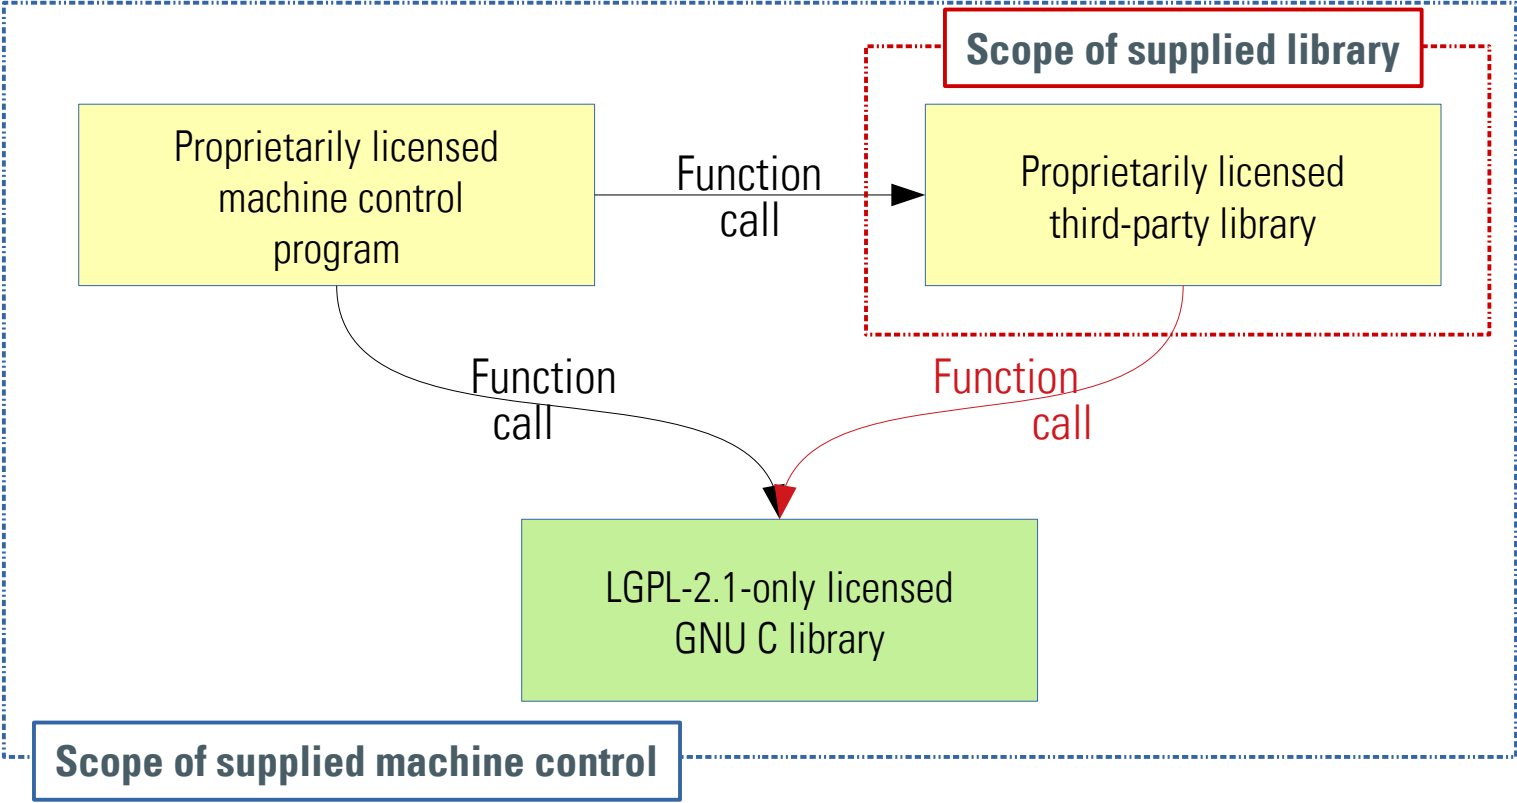 Scope of supplied library
Proprietarily licensed
machine control
program
Function
call
Proprietarily licensed
third-party library
Function
call
Function
call
LGPL-2.1-only licensed
GNU C library
Scope of supplied machine control